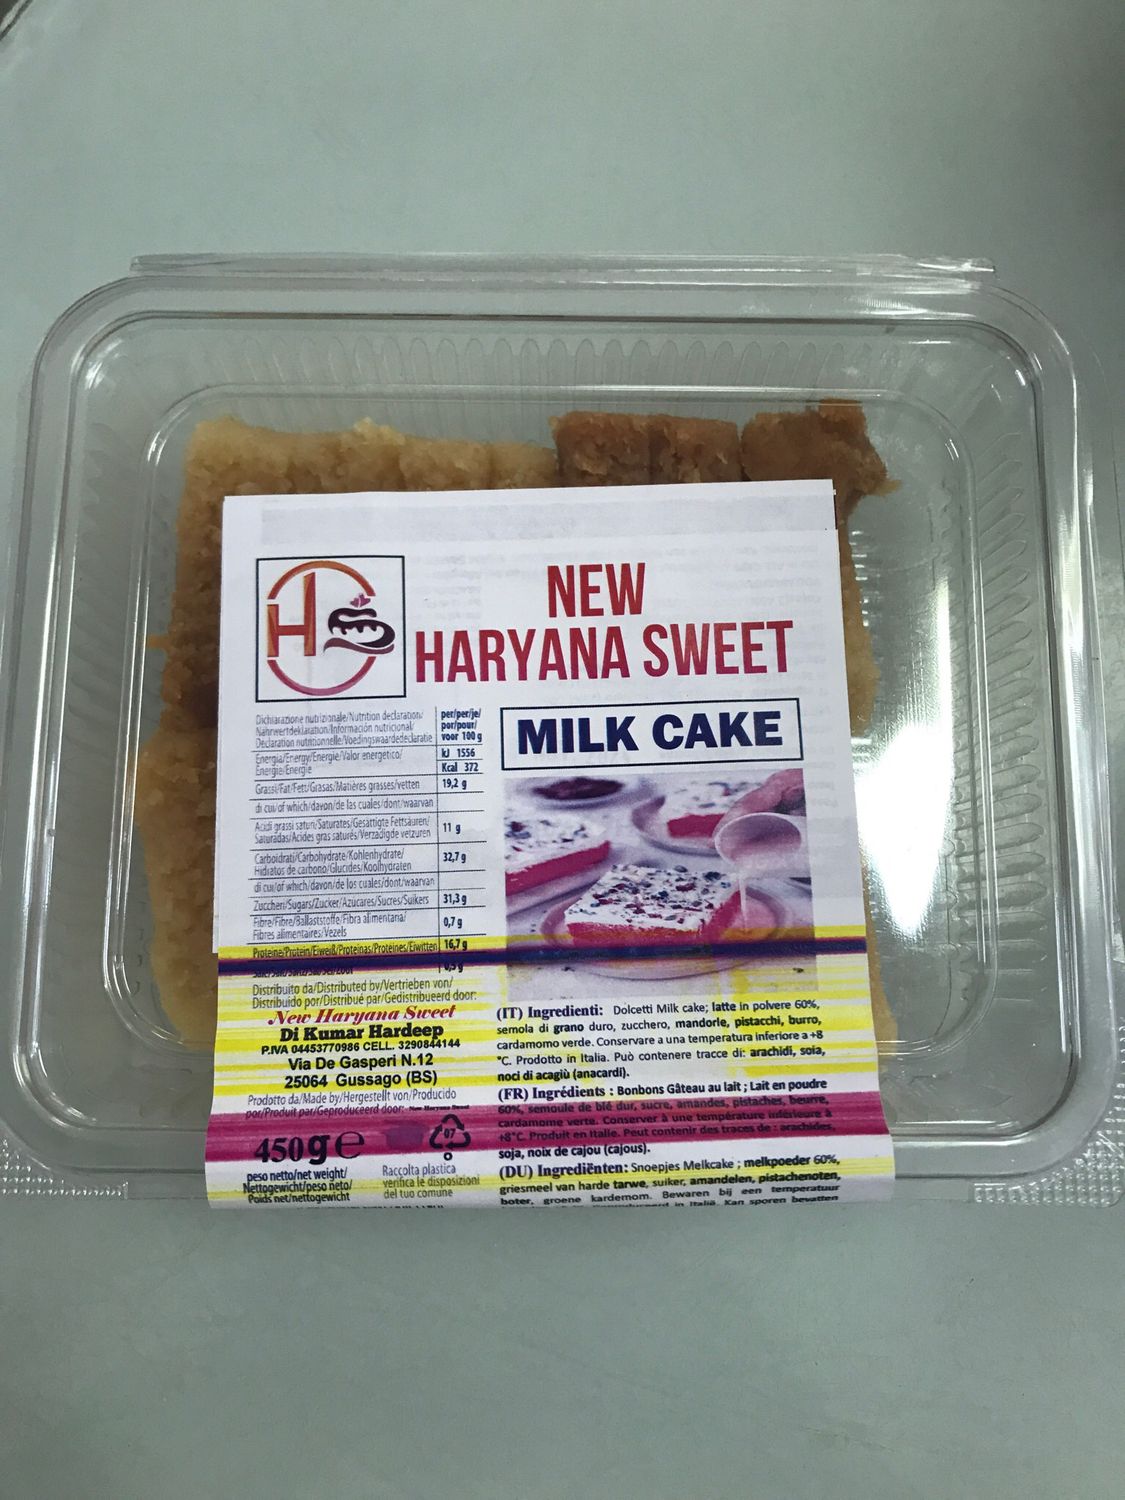 H
NEW
HARYANA SWEET
MILK CAKE
Dichiarazione nutrizionale/Nutrition declaration/
Nährwertdeklaration/Información nutricional/
Déclaration nutritionnelle/Voedingswaardedeclaratie
per/per/je/
por/pour/
voor 100 g
Energia/Energy/Energie/Valor energetico/
Énergie/Energie
kJ 1556
Kcal 372
Grassi/Fat/Fett/Grasas/Matières grasses/vetten 19,2 g
di cui/of which/davon/de las cuales/dont/waarvan
Acidi grassi saturi/Saturates/Gesättigte Fettsäuren/
Saturadas/Acides gras saturés/Verzadigde vetzuren
11 g
Carboidrati/Carbohydrate/Kohlenhydrate/
Hidratos de carbono/Glucides/Koolhydraten
32,7 g
di cui/of which/davon/de los cuales/dont/waarvan
Zuccheri/Sugars/Zucker/Azúcares/Sucres/Suikers 31,3 g
Fibre/Fibre/Ballaststoffe/Fibra alimentaria/
Fibres alimentaires/Vezels
0,7 g
Proteine/Protein/Eiweiß/Proteinas/Proteines/Eiwitten 16,7 g
Distribuito da/Distributed by/Vertrieben von/
Distribuido por/Distribué par/Gedistribueerd door:
New Haryana Sweet
Di Kumar Hardeep
P.IVA 04453770986 CELL. 3290844144
Via De Gasperi N.12
25064 Gussago (BS)
Prodotto da/Made by/Hergestellt von/Producido
por/Produit par/Geproduceerd door: New Haryana Sweet
450g e
peso netto/net weight/
Nettogewicht/peso neto/
Poids net/nettogewicht
07
Raccolta plastica
verifica le disposizioni
del tuo comune
(IT) Ingredienti: Dolcetti Milk cake; latte in polvere 60%,
semola di grano duro, zucchero, mandorle, pistacchi, burro,
cardamomo verde. Conservare a una temperatura inferiore a +8
°C. Prodotto in Italia. Può contenere tracce di: arachidi, soia,
noci di acagiù (anacardi).
(FR) Ingrédients : Bonbons Gâteau au lait ; Lait en poudre
60%, semoule de blé dur, sucre, amandes, pistaches, beurre,
cardamome verte. Conserver à une température inférieure à
+8°C. Produit en Italie. Peut contenir des traces de : arachides,
soja, noix de cajou (cajous).
(DU) Ingrediënten: Snoepjes Melkcake ; melkpoeder 60%,
griesmeel van harde tarwe, suiker, amandelen, pistachenoten,
boter, groene kardemom. Bewaren bij een temperatuur
in Italië. Kan sporen bevatten